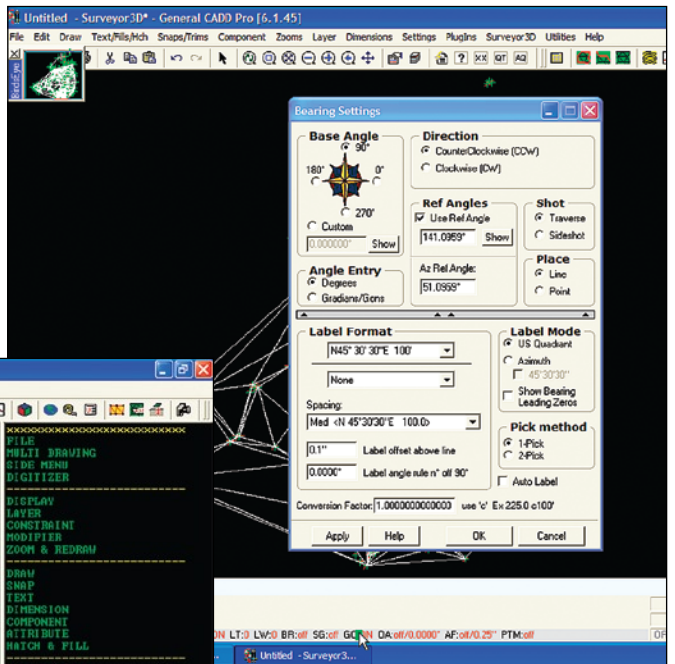 Untitled - Surveyor3D* - General CADD Pro [6.1.45]
File Edit Draw Text/Fills/Hch Snaps/Trims Component Zooms Layer Dimensions Settings PlugIns Surveyor3D Utilities Help
BirdsEye
? XX QT AQ
Bearing Settings
Base Angle
90°
180° 0°
270°
Custom
0.000000° Show
Direction
CounterClockwise (CCW)
Clockwise (CW)
Ref Angles
Use Ref Angle
141.0959° Show
Az Ref Angle:
51.0959°
Shot
Traverse
Sideshot
Place
Line
Point
Angle Entry
Degrees
Gradians/Gons
Label Format
N45° 30' 30"E 100'
None
Spacing:
Med <N 45°30'30"E 100.0>
0.1" Label offset above line
0.0000° Label angle rule n° off 90°
Label Mode
US Quadrant
Azimuth
45°30'30"
Show Bearing
Leading Zeros
Pick method
1-Pick
2-Pick
Auto Label
Conversion Factor: 1.0000000000000 use 'c' Ex 225.0 c100'
Apply Help OK Cancel
FILE
MULTI DRAWING
SIDE MENU
DIGITIZER
DISPLAY
LAYER
CONSTRAINT
MODIFIER
ZOOM & REDRAW
DRAW
SNAP
TEXT
DIMENSION
COMPONENT
ATTRIBUTE
HATCH & FILL
ON LT:0 LW:0 BR:off SG:off OA:off/0.0000° AF:off/0.25" PTM:off
Untitled - Surveyor3...